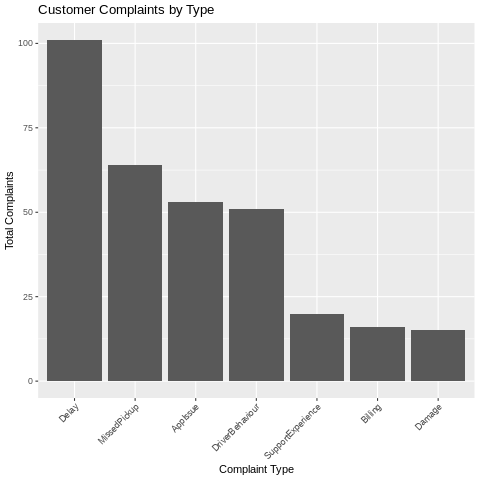 Customer Complaints by Type
Total Complaints
100
75
50
25
0
Delay
MissedPickup
AppIssue
DriverBehaviour
SupportExperience
Billing
Damage
Complaint Type